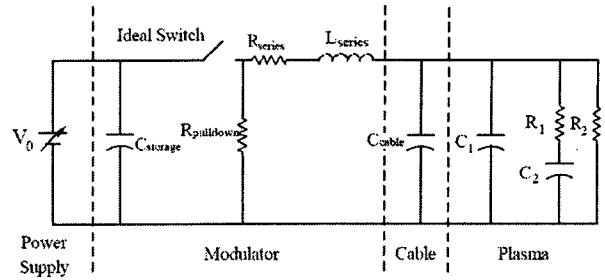 Ideal Switch
Rseries
Lseries
V0
Cstorage
Rpulldown
Ccable
C1
R1
R2
C2
Power Supply
Modulator
Cable
Plasma